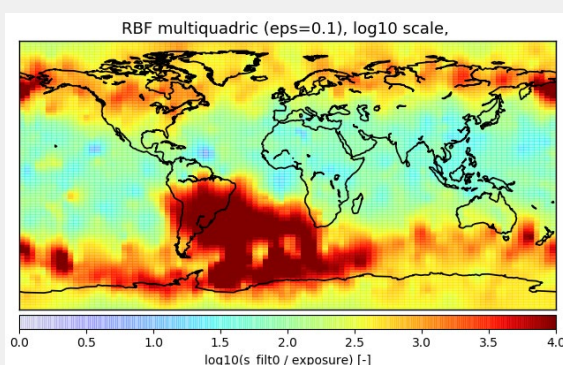 RBF multiquadric (eps=0.1), log10 scale,
0.0 0.5 1.0 1.5 2.0 2.5 3.0 3.5 4.0
log10(s_filt0 / exposure) [-]